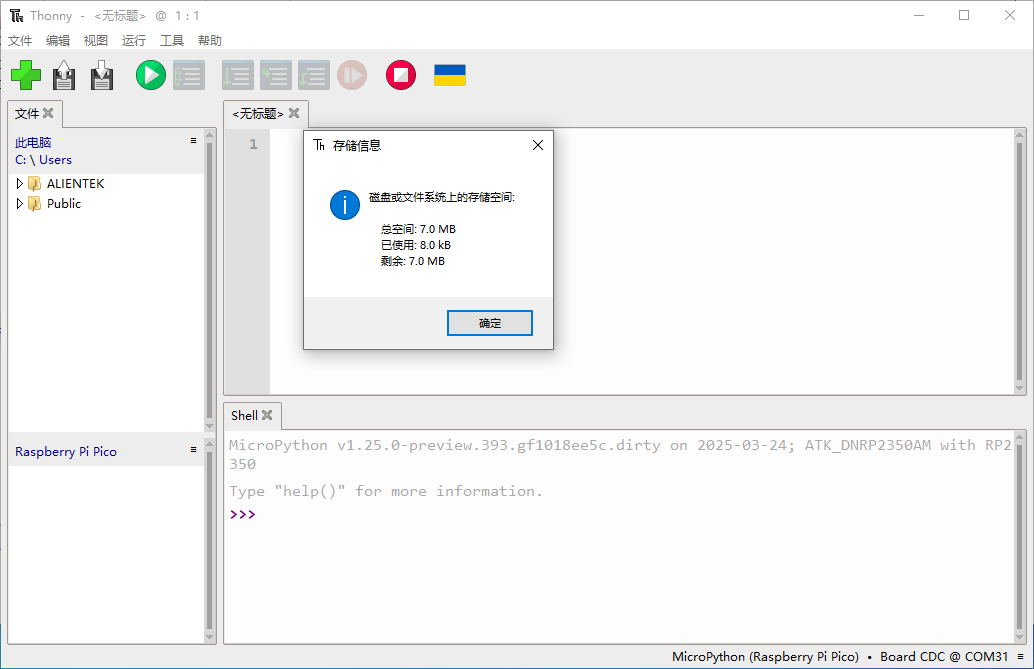 Thonny - <无标题> @ 1 : 1
文件 编辑 视图 运行 工具 帮助
文件
此电脑
C: \ Users
ALIENTEK
Public
Raspberry Pi Pico
<无标题>
1
存储信息
磁盘或文件系统上的存储空间:
总空间: 7.0 MB
已使用: 8.0 kB
剩余: 7.0 MB
确定
Shell
MicroPython v1.25.0-preview.393.gf1018ee5c.dirty on 2025-03-24; ATK_DNRP2350AM with RP2
350
Type "help()" for more information.
>>>
MicroPython (Raspberry Pi Pico) • Board CDC @ COM31 ≡